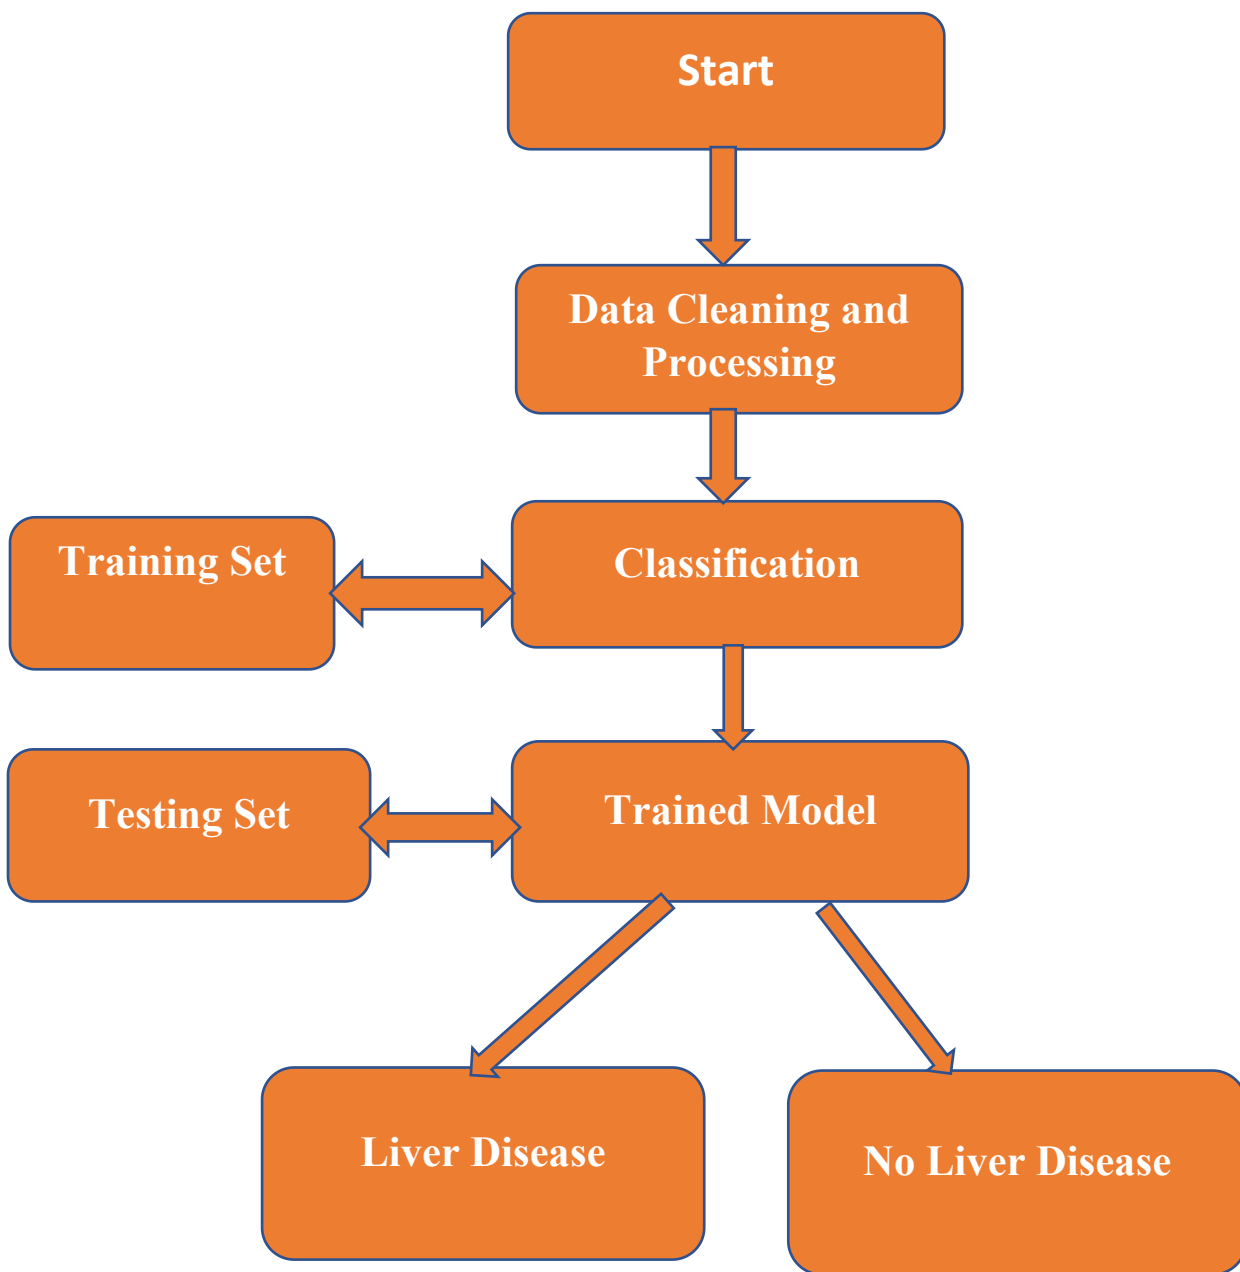 Start
Data Cleaning and
Processing
Training Set
Classification
Testing Set
Trained Model
Liver Disease
No Liver Disease